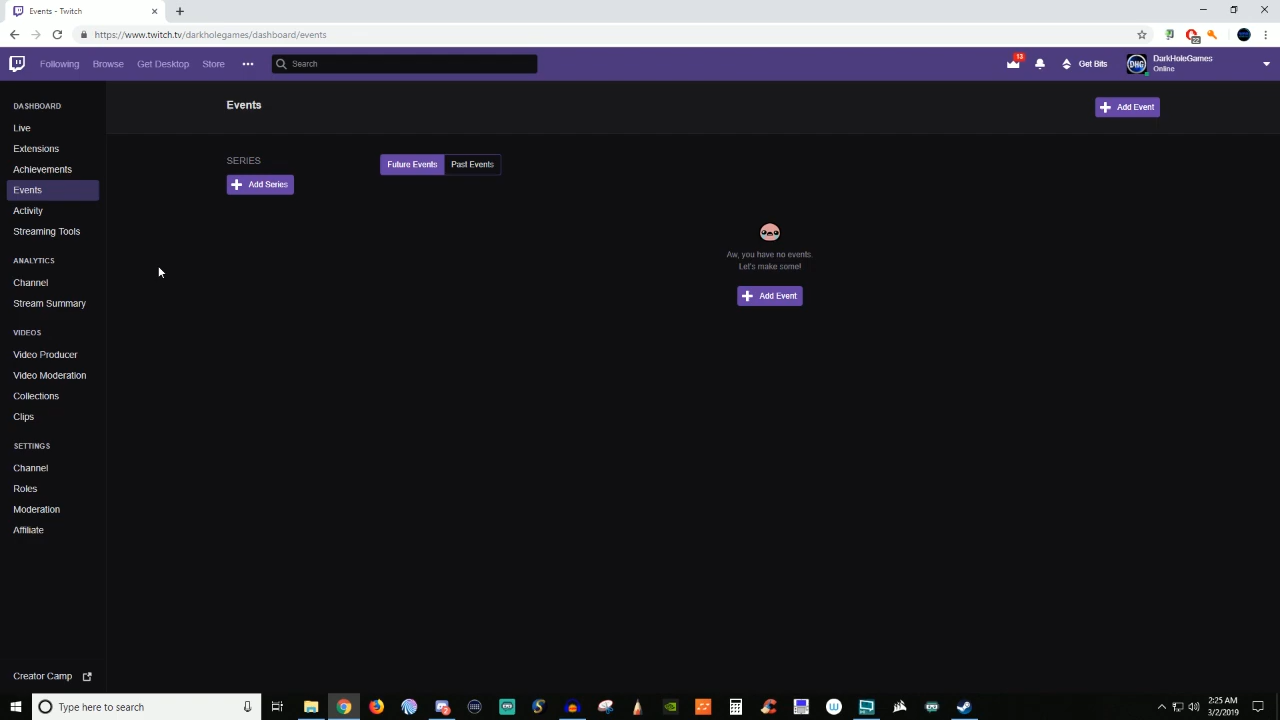 Events - Twitch
https://www.twitch.tv/darkholegames/dashboard/events
22
Following
Browse
Get Desktop
Store
Search
13
Get Bits
DHG
DarkHoleGames
Online
DASHBOARD
Live
Extensions
Achievements
Events
Activity
Streaming Tools
ANALYTICS
Channel
Stream Summary
VIDEOS
Video Producer
Video Moderation
Collections
Clips
SETTINGS
Channel
Roles
Moderation
Affiliate
Creator Camp
Events
Add Event
SERIES
Add Series
Future Events
Past Events
Aw, you have no events.
Let's make some!
Add Event
Type here to search
2:25 AM
3/2/2019